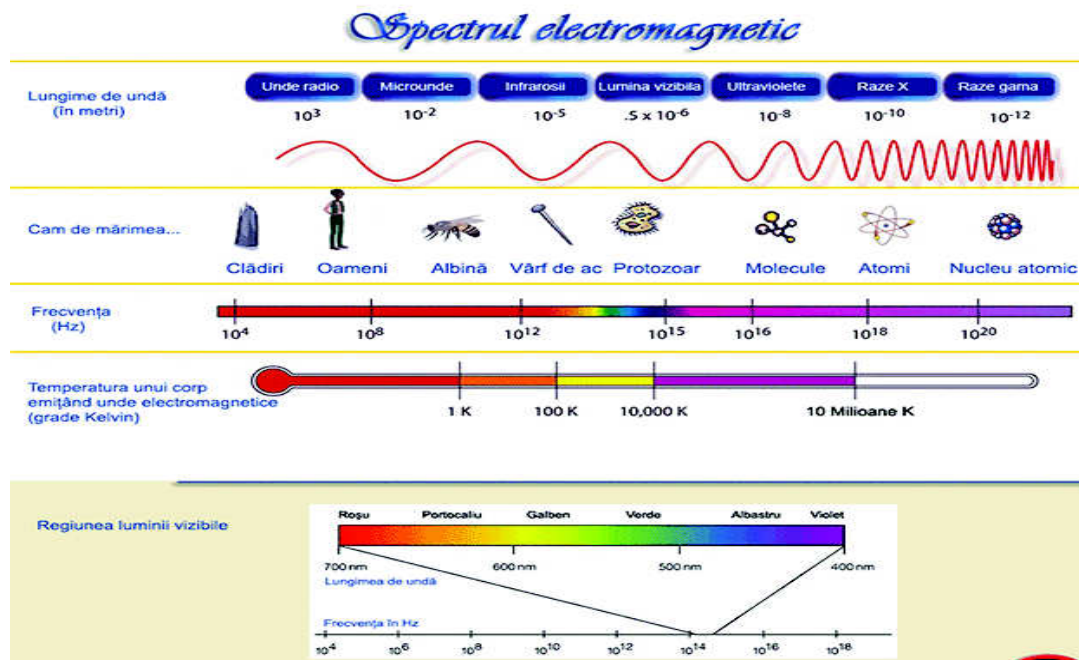 Spectrul electromagnetic
Lungime de undă
(în metri)
Unde radio Microunde Infrarosii Lumina vizibila Ultraviolete Raze X Raze gama
10³ 10⁻² 10⁻⁵ .5 x 10⁻⁶ 10⁻⁸ 10⁻¹⁰ 10⁻¹²
Cam de mărimea...
Clădiri Oameni Albină Vârf de ac Protozoar Molecule Atomi Nucleu atomic
Frecvența
(Hz)
10⁴ 10⁸ 10¹² 10¹⁵ 10¹⁶ 10¹⁸ 10²⁰
Temperatura unui corp
emițând unde electromagnetice
(grade Kelvin)
1 K 100 K 10,000 K 10 Milioane K
Regiunea luminii vizibile
Roșu Portocaliu Galben Verde Albastru Violet
700 nm 600 nm 500 nm 400 nm
Lungimea de undă
Frecvența în Hz
10⁴ 10⁶ 10⁸ 10¹⁰ 10¹² 10¹⁴ 10¹⁶ 10¹⁸